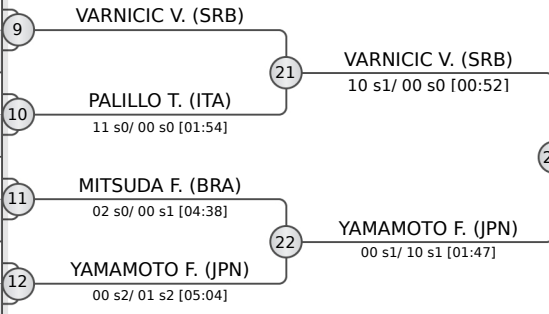 9
VARNICIC V. (SRB)
21
VARNICIC V. (SRB)
10 s1/ 00 s0 [00:52]
10
PALILLO T. (ITA)
11 s0/ 00 s0 [01:54]
11
MITSUDA F. (BRA)
02 s0/ 00 s1 [04:38]
22
YAMAMOTO F. (JPN)
00 s1/ 10 s1 [01:47]
12
YAMAMOTO F. (JPN)
00 s2/ 01 s2 [05:04]